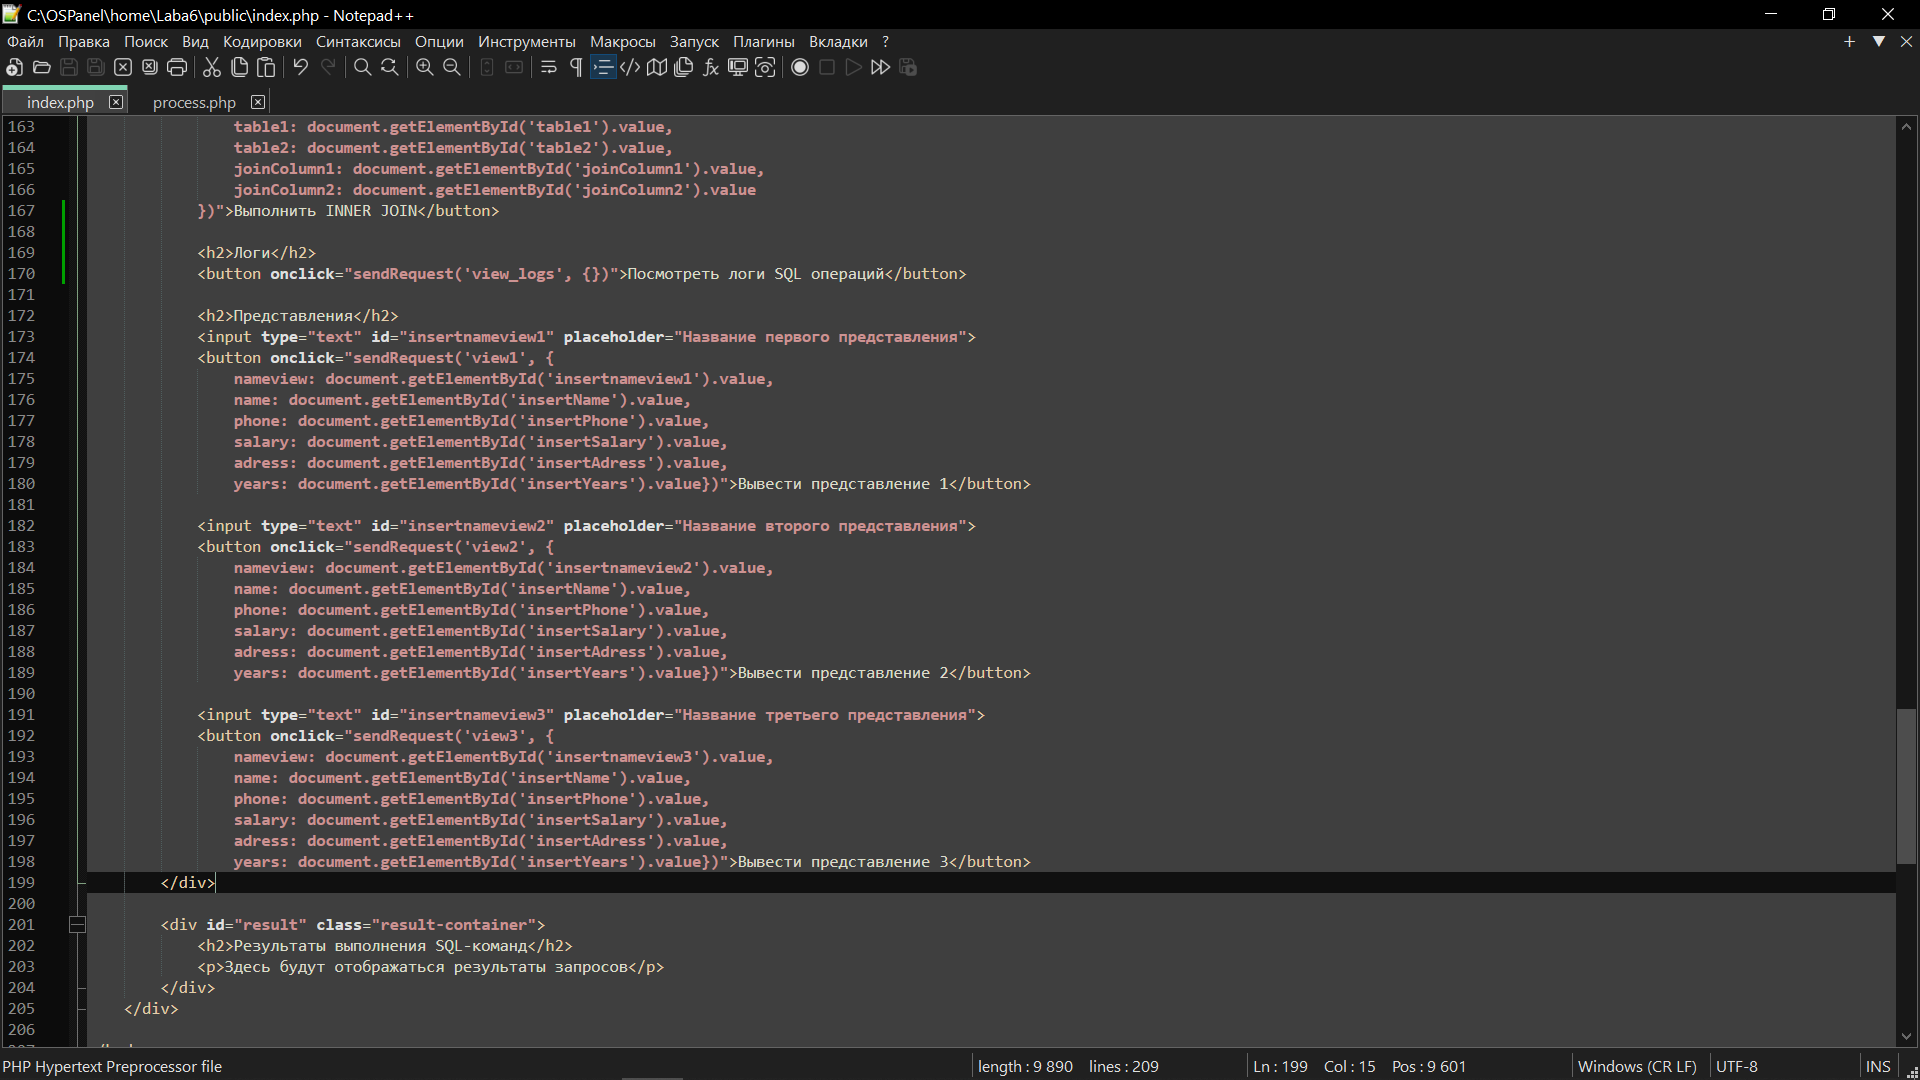 C:\OSPanel\home\Laba6\public\index.php - Notepad++
Файл Правка Поиск Вид Кодировки Синтаксисы Опции Инструменты Макросы Запуск Плагины Вкладки ?
index.php process.php
163 table1: document.getElementById('table1').value,
164 table2: document.getElementById('table2').value,
165 joinColumn1: document.getElementById('joinColumn1').value,
166 joinColumn2: document.getElementById('joinColumn2').value
167 })">Выполнить INNER JOIN</button>
168
169 <h2>Логи</h2>
170 <button onclick="sendRequest('view_logs', {})">Посмотреть логи SQL операций</button>
171
172 <h2>Представления</h2>
173 <input type="text" id="insertnameview1" placeholder="Название первого представления">
174 <button onclick="sendRequest('view1', {
175 nameview: document.getElementById('insertnameview1').value,
176 name: document.getElementById('insertName').value,
177 phone: document.getElementById('insertPhone').value,
178 salary: document.getElementById('insertSalary').value,
179 adress: document.getElementById('insertAdress').value,
180 years: document.getElementById('insertYears').value})">Вывести представление 1</button>
181
182 <input type="text" id="insertnameview2" placeholder="Название второго представления">
183 <button onclick="sendRequest('view2', {
184 nameview: document.getElementById('insertnameview2').value,
185 name: document.getElementById('insertName').value,
186 phone: document.getElementById('insertPhone').value,
187 salary: document.getElementById('insertSalary').value,
188 adress: document.getElementById('insertAdress').value,
189 years: document.getElementById('insertYears').value})">Вывести представление 2</button>
190
191 <input type="text" id="insertnameview3" placeholder="Название третьего представления">
192 <button onclick="sendRequest('view3', {
193 nameview: document.getElementById('insertnameview3').value,
194 name: document.getElementById('insertName').value,
195 phone: document.getElementById('insertPhone').value,
196 salary: document.getElementById('insertSalary').value,
197 adress: document.getElementById('insertAdress').value,
198 years: document.getElementById('insertYears').value})">Вывести представление 3</button>
199 </div>
200
201 <div id="result" class="result-container">
202 <h2>Результаты выполнения SQL-команд</h2>
203 <p>Здесь будут отображаться результаты запросов</p>
204 </div>
205 </div>
206
PHP Hypertext Preprocessor file length : 9 890 lines : 209 Ln : 199 Col : 15 Pos : 9 601 Windows (CR LF) UTF-8 INS